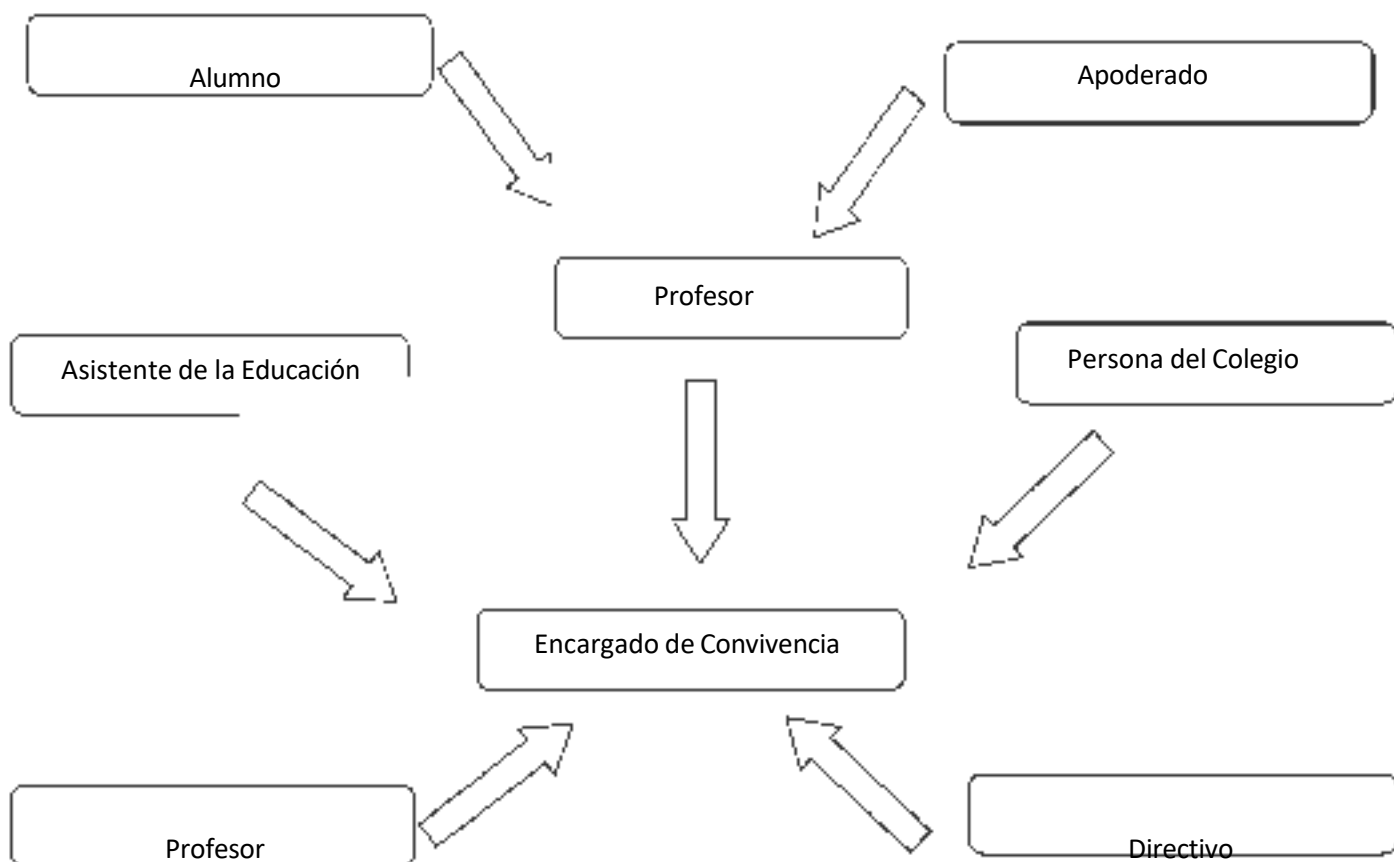 Alumno
Apoderado
Profesor
Asistente de la Educación
Persona del Colegio
Encargado de Convivencia
Profesor
Directivo